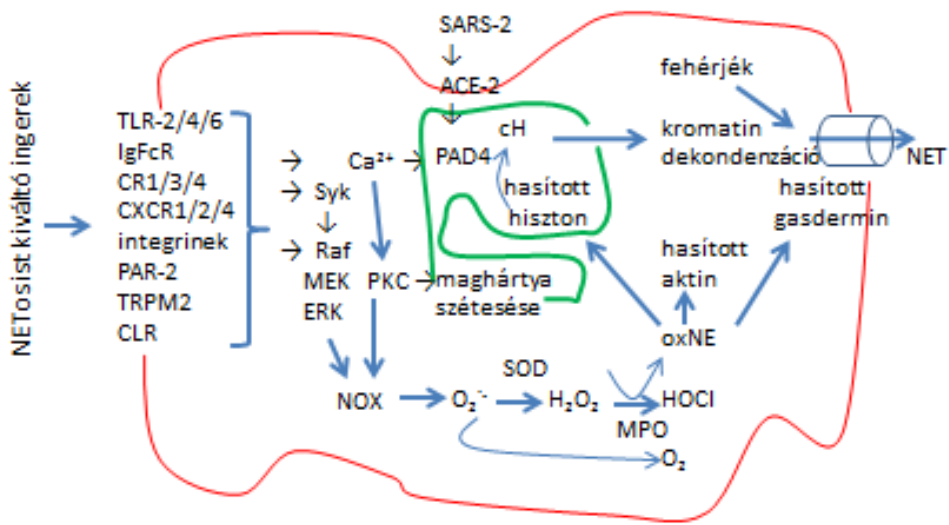 SARS-2
ACE-2
NETosist kiváltó ingerek
TLR-2/4/6
IgFcR
CR1/3/4
CXCR1/2/4
integrinek
PAR-2
TRPM2
CLR
Ca²⁺
Syk
Raf
MEK
ERK
PKC
PAD4
cH
hasított
hiszton
maghártya
szétesése
fehérjék
kromatin
dekondenzáció
NET
hasított
gasdermin
hasított
aktin
oxNE
NOX
O₂˙⁻
SOD
H₂O₂
MPO
HOCl
O₂